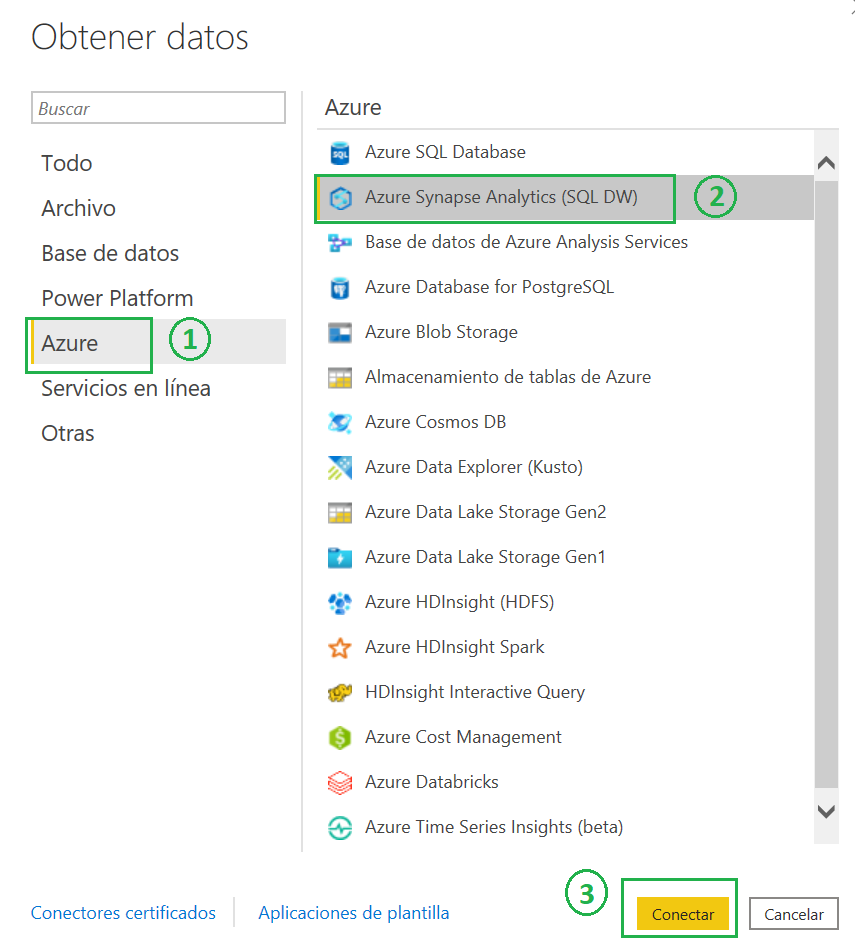 Obtener datos
Buscar
Todo
Archivo
Base de datos
Power Platform
Azure
1
Servicios en línea
Otras
Azure
SQL
Azure SQL Database
Azure Synapse Analytics (SQL DW)
2
Base de datos de Azure Analysis Services
Azure Database for PostgreSQL
Azure Blob Storage
Almacenamiento de tablas de Azure
Azure Cosmos DB
Azure Data Explorer (Kusto)
Azure Data Lake Storage Gen2
Azure Data Lake Storage Gen1
Azure HDInsight (HDFS)
Azure HDInsight Spark
HDInsight Interactive Query
$
Azure Cost Management
Azure Databricks
Azure Time Series Insights (beta)
Conectores certificados
Aplicaciones de plantilla
3
Conectar
Cancelar